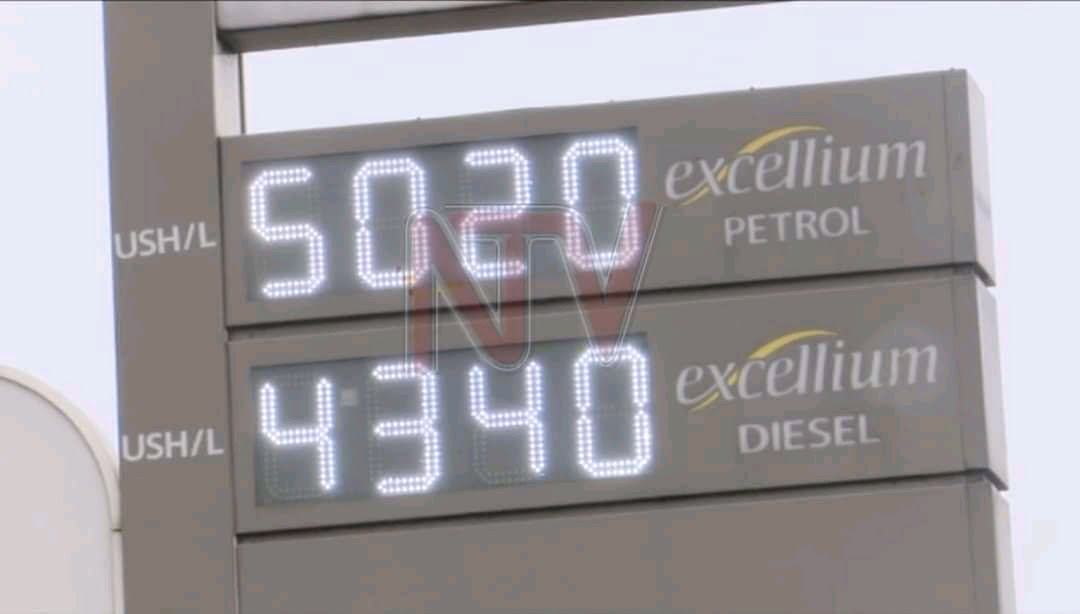 USH/L 5020 excellium
PETROL
NTV
USH/L 4340 excellium
DIESEL